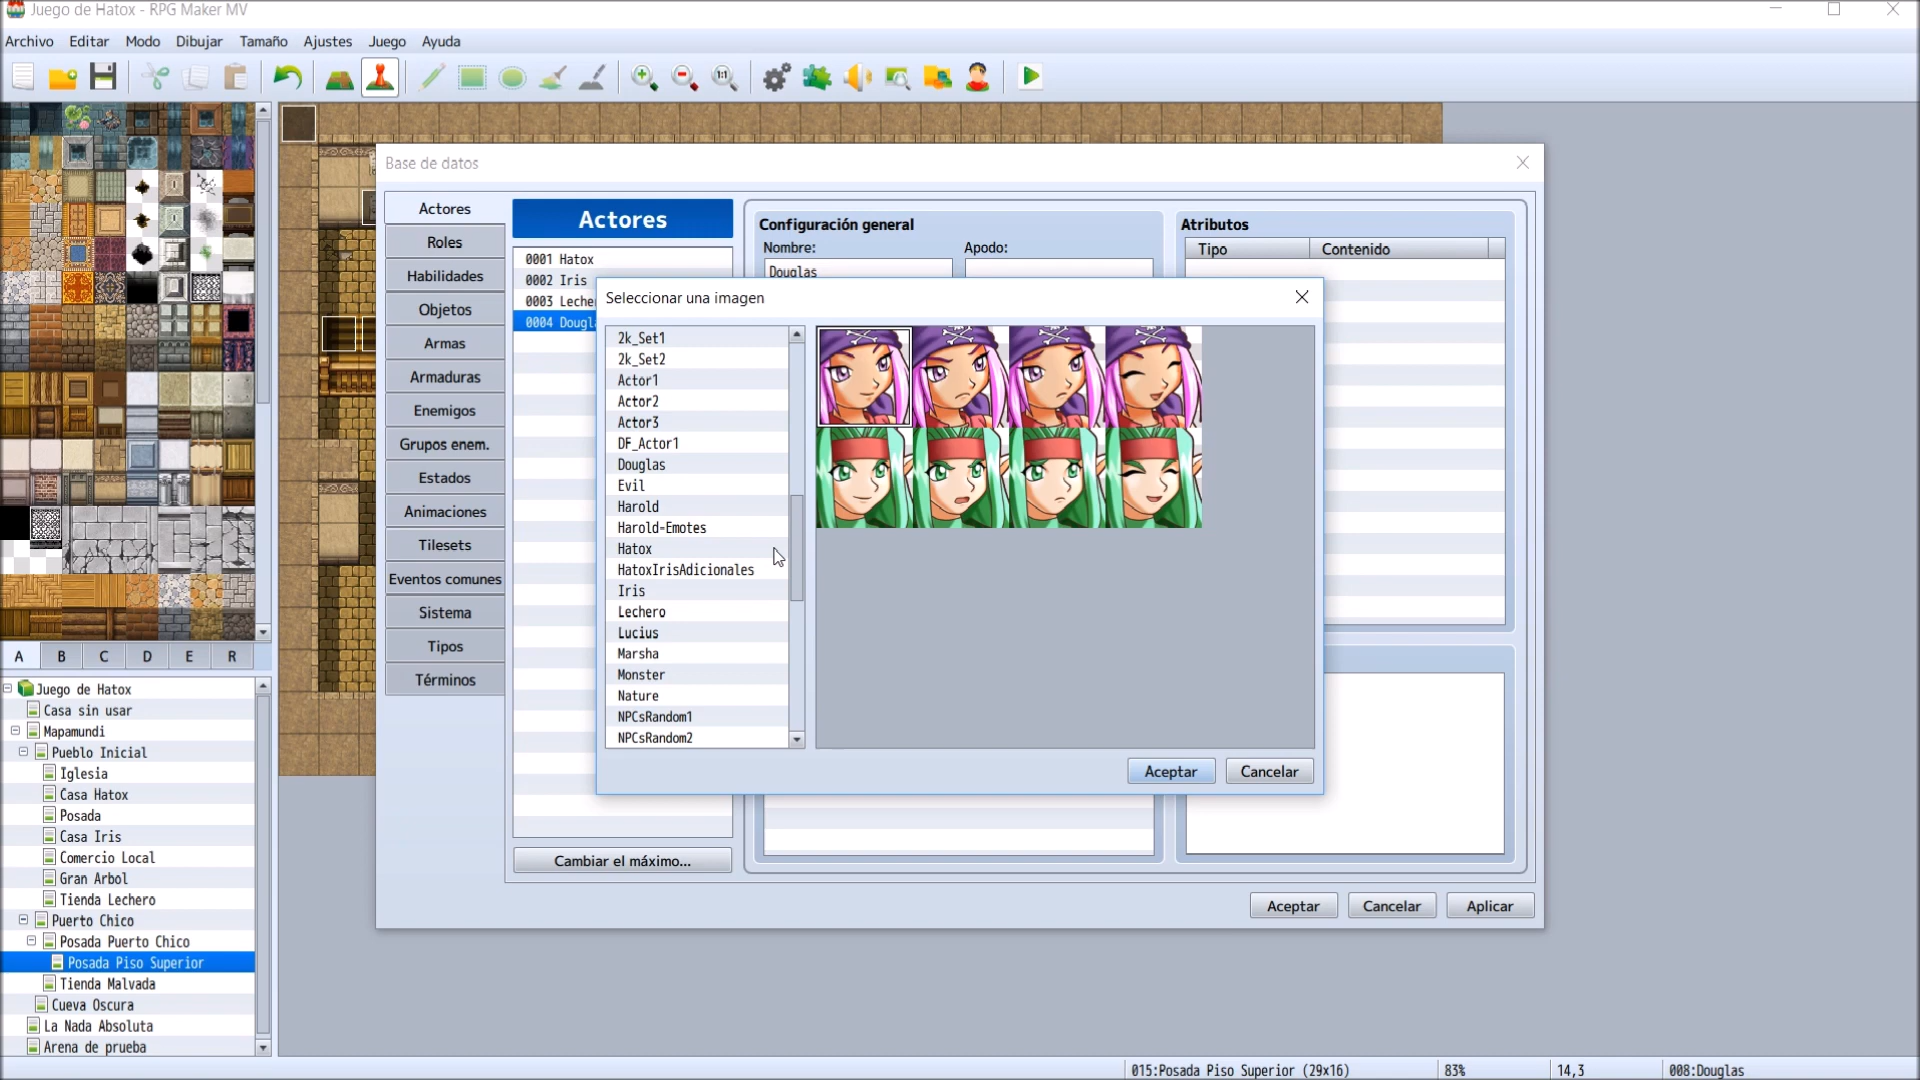 Juego de Hatox - RPG Maker MV
Archivo Editar Modo Dibujar Tamaño Ajustes Juego Ayuda
1:1
Base de datos
Actores
Roles
Habilidades
Objetos
Armas
Armaduras
Enemigos
Grupos enem.
Estados
Animaciones
Tilesets
Eventos comunes
Sistema
Tipos
Términos
Actores
0001 Hatox
0002 Iris
0003 Leche
0004 Dougl
Cambiar el máximo...
Configuración general
Nombre: Apodo:
Douglas
Atributos
Tipo Contenido
Seleccionar una imagen
2k_Set1
2k_Set2
Actor1
Actor2
Actor3
DF_Actor1
Douglas
Evil
Harold
Harold-Emotes
Hatox
HatoxIrisAdicionales
Iris
Lechero
Lucius
Marsha
Monster
Nature
NPCsRandom1
NPCsRandom2
Aceptar Cancelar
Aceptar Cancelar Aplicar
A B C D E R
Juego de Hatox
Casa sin usar
Mapamundi
Pueblo Inicial
Iglesia
Casa Hatox
Posada
Casa Iris
Comercio Local
Gran Arbol
Tienda Lechero
Puerto Chico
Posada Puerto Chico
Posada Piso Superior
Tienda Malvada
Cueva Oscura
La Nada Absoluta
Arena de prueba
015:Posada Piso Superior (29x16) 83% 14,3 008:Douglas